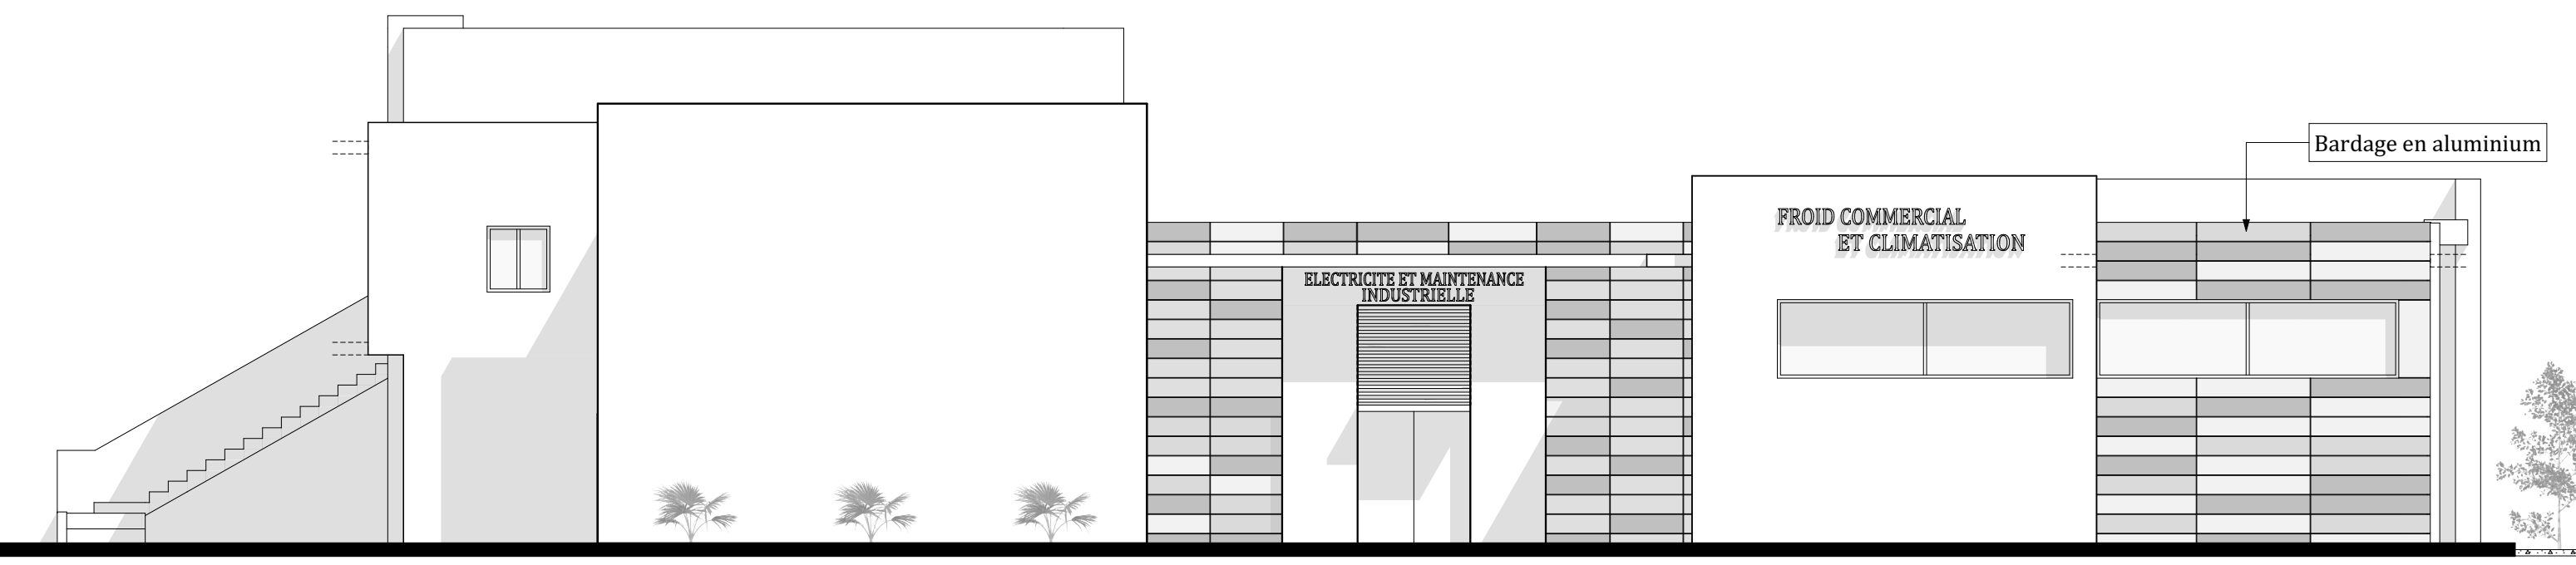 Bardage en aluminium
FROID COMMERCIAL
ET CLIMATISATION
ELECTRICITE ET MAINTENANCE
INDUSTRIELLE